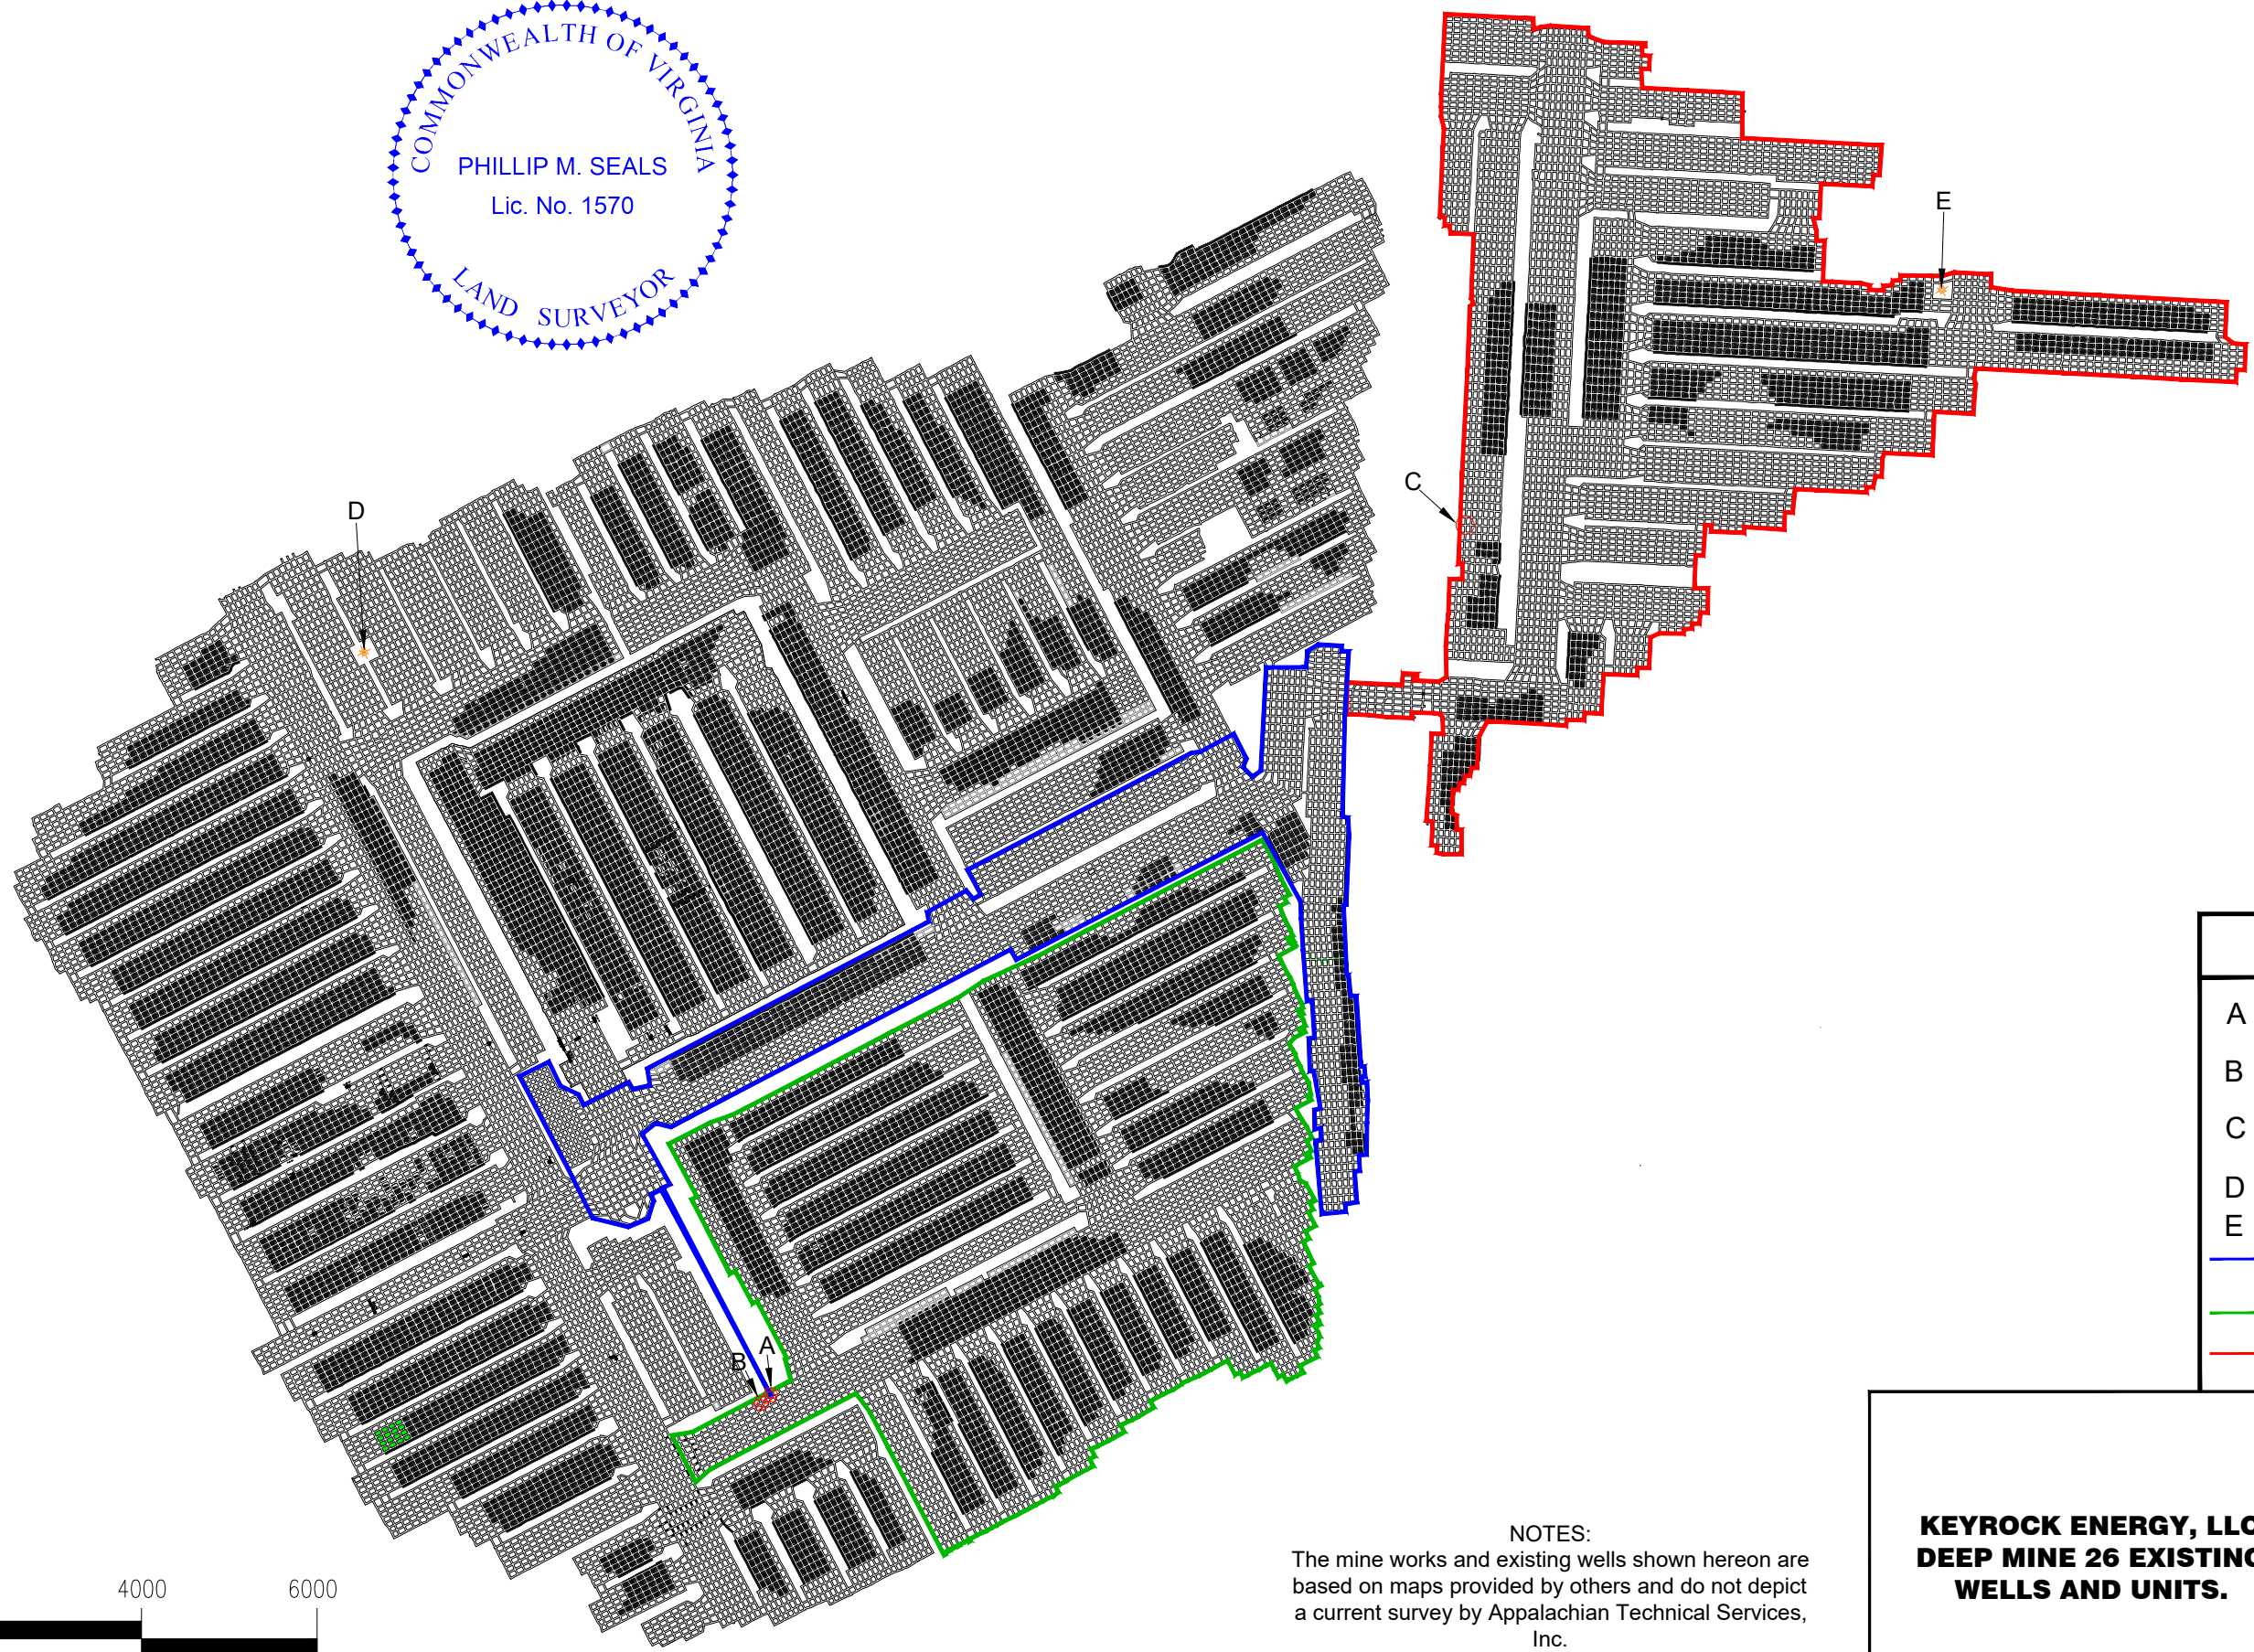 COMMONWEALTH OF VIRGINIA
PHILLIP M. SEALS
Lic. No. 1570
LAND SURVEYOR
E
C
D
B
A
A
B
C
D
E
4000
6000
NOTES:
The mine works and existing wells shown hereon are
based on maps provided by others and do not depict
a current survey by Appalachian Technical Services,
Inc.
KEYROCK ENERGY, LLC
DEEP MINE 26 EXISTING
WELLS AND UNITS.